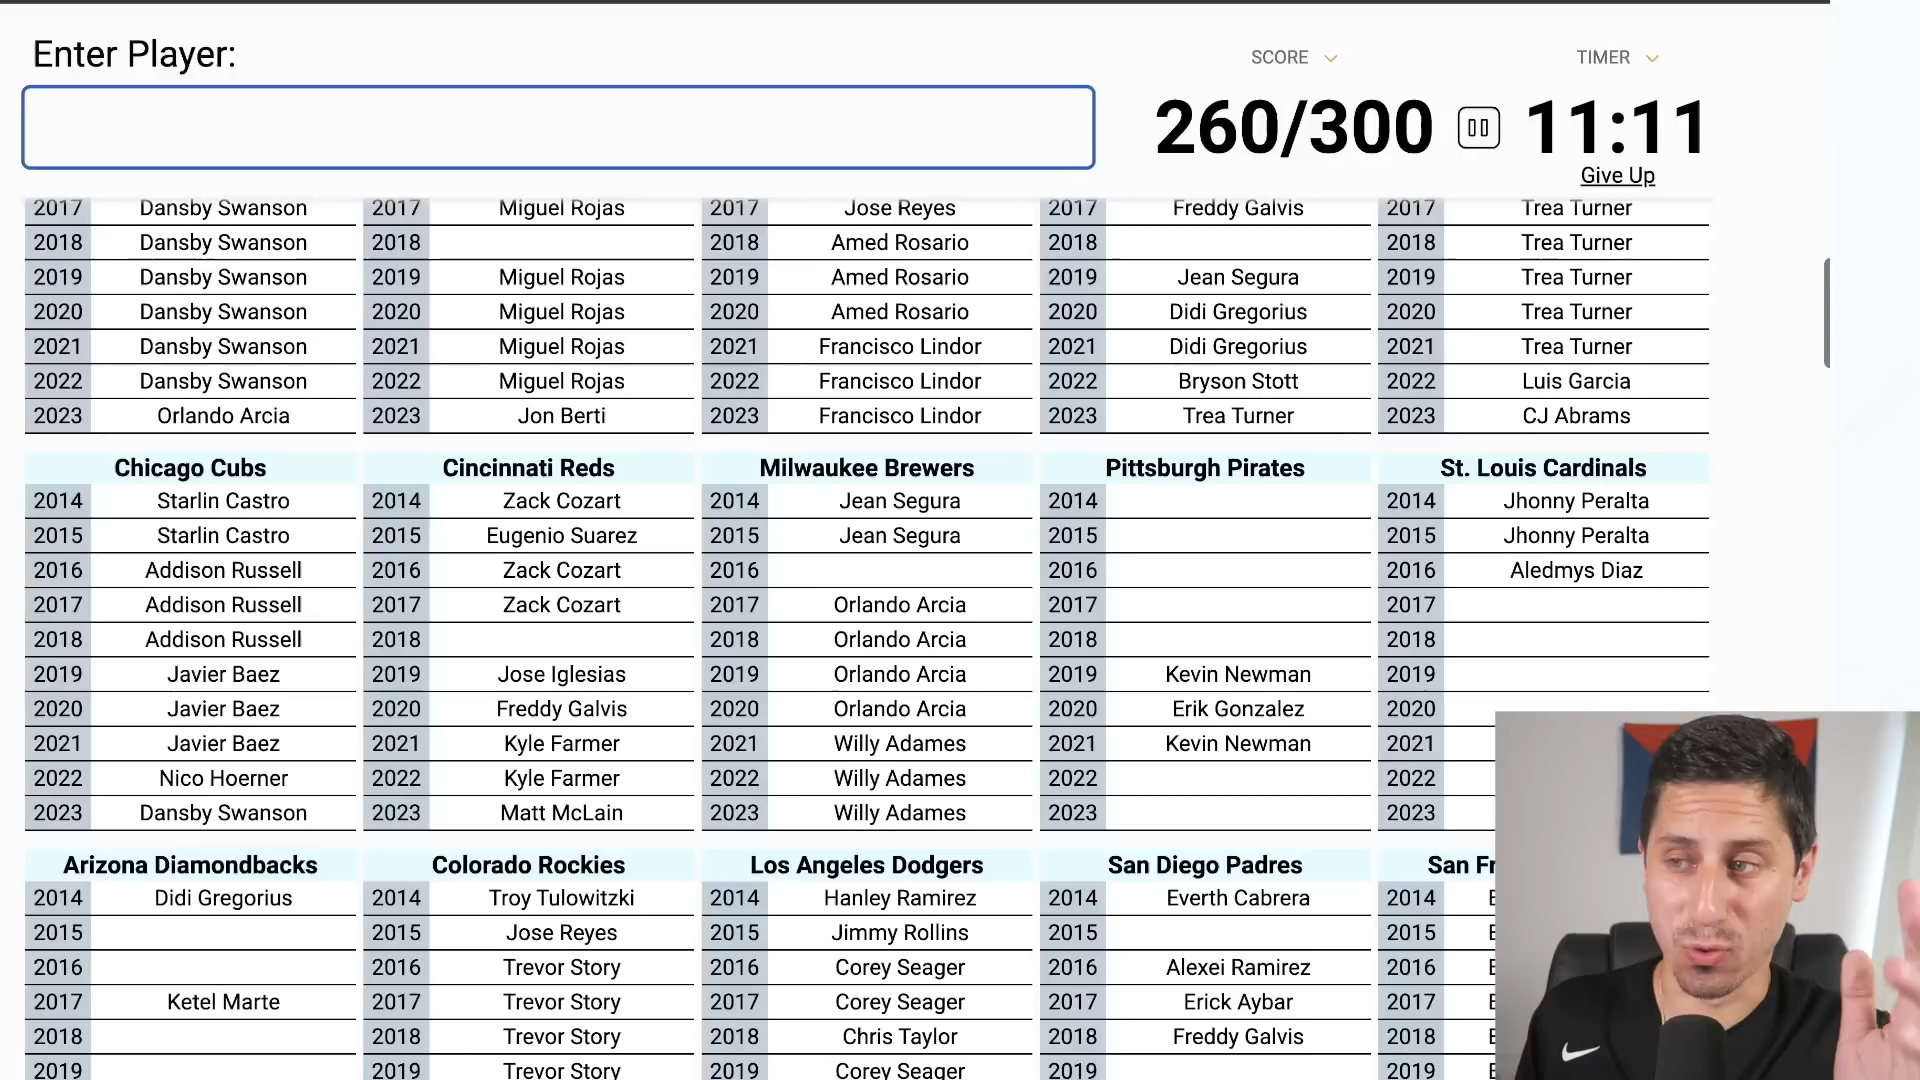 Enter Player:
SCORE
TIMER
260/300
11:11
Give Up
2017 Dansby Swanson 2017 Miguel Rojas 2017 Jose Reyes 2017 Freddy Galvis 2017 Trea Turner
2018 Dansby Swanson 2018 2018 Amed Rosario 2018 2018 Trea Turner
2019 Dansby Swanson 2019 Miguel Rojas 2019 Amed Rosario 2019 Jean Segura 2019 Trea Turner
2020 Dansby Swanson 2020 Miguel Rojas 2020 Amed Rosario 2020 Didi Gregorius 2020 Trea Turner
2021 Dansby Swanson 2021 Miguel Rojas 2021 Francisco Lindor 2021 Didi Gregorius 2021 Trea Turner
2022 Dansby Swanson 2022 Miguel Rojas 2022 Francisco Lindor 2022 Bryson Stott 2022 Luis Garcia
2023 Orlando Arcia 2023 Jon Berti 2023 Francisco Lindor 2023 Trea Turner 2023 CJ Abrams
Chicago Cubs Cincinnati Reds Milwaukee Brewers Pittsburgh Pirates St. Louis Cardinals
2014 Starlin Castro 2014 Zack Cozart 2014 Jean Segura 2014 2014 Jhonny Peralta
2015 Starlin Castro 2015 Eugenio Suarez 2015 Jean Segura 2015 2015 Jhonny Peralta
2016 Addison Russell 2016 Zack Cozart 2016 2016 2016 Aledmys Diaz
2017 Addison Russell 2017 Zack Cozart 2017 Orlando Arcia 2017 2017
2018 Addison Russell 2018 2018 Orlando Arcia 2018 2018
2019 Javier Baez 2019 Jose Iglesias 2019 Orlando Arcia 2019 Kevin Newman 2019
2020 Javier Baez 2020 Freddy Galvis 2020 Orlando Arcia 2020 Erik Gonzalez 2020
2021 Javier Baez 2021 Kyle Farmer 2021 Willy Adames 2021 Kevin Newman 2021
2022 Nico Hoerner 2022 Kyle Farmer 2022 Willy Adames 2022 2022
2023 Dansby Swanson 2023 Matt McLain 2023 Willy Adames 2023 2023
Arizona Diamondbacks Colorado Rockies Los Angeles Dodgers San Diego Padres San Fr
2014 Didi Gregorius 2014 Troy Tulowitzki 2014 Hanley Ramirez 2014 Everth Cabrera 2014
2015 2015 Jose Reyes 2015 Jimmy Rollins 2015 2015
2016 2016 Trevor Story 2016 Corey Seager 2016 Alexei Ramirez 2016
2017 Ketel Marte 2017 Trevor Story 2017 Corey Seager 2017 Erick Aybar 2017
2018 2018 Trevor Story 2018 Chris Taylor 2018 Freddy Galvis 2018
2019 2019 Trevor Story 2019 Corey Seager 2019 2019